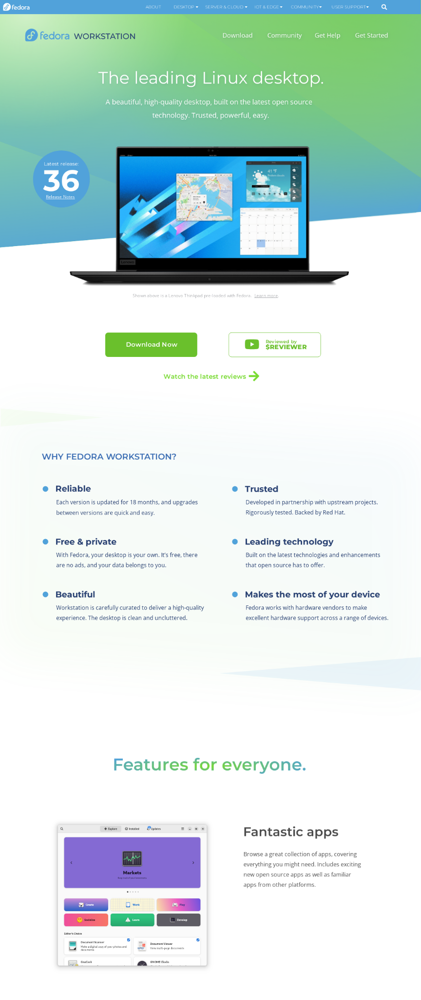 fedora
ABOUT
DESKTOP
SERVER & CLOUD
IOT & EDGE
COMMUNITY
USER SUPPORT
fedora WORKSTATION
Download
Community
Get Help
Get Started
The leading Linux desktop.
A beautiful, high-quality desktop, built on the latest open source
technology. Trusted, powerful, easy.
Latest release:
36
Release Notes
41 °F
Broken clouds
Lenovo
Shown above is a Lenovo Thinkpad pre-loaded with Fedora. Learn more.
Download Now
Reviewed by
$REVIEWER
Watch the latest reviews
WHY FEDORA WORKSTATION?
Reliable
Each version is updated for 18 months, and upgrades
between versions are quick and easy.
Trusted
Developed in partnership with upstream projects.
Rigorously tested. Backed by Red Hat.
Free & private
With Fedora, your desktop is your own. It's free, there
are no ads, and your data belongs to you.
Leading technology
Built on the latest technologies and enhancements
that open source has to offer.
Beautiful
Workstation is carefully curated to deliver a high-quality
experience. The desktop is clean and uncluttered.
Makes the most of your device
Fedora works with hardware vendors to make
excellent hardware support across a range of devices.
Features for everyone.
Explore
Installed
Updates
Markets
Keep track of your investments
Create
Work
Play
Socialize
Learn
Develop
Editor's Choice
Document Scanner
Make a digital copy of your photos and
documents
Document Viewer
View multi-page documents
GnuCash
GNOME Clocks
Fantastic apps
Browse a great collection of apps, covering
everything you might need. Includes exciting
new open source apps as well as familiar
apps from other platforms.